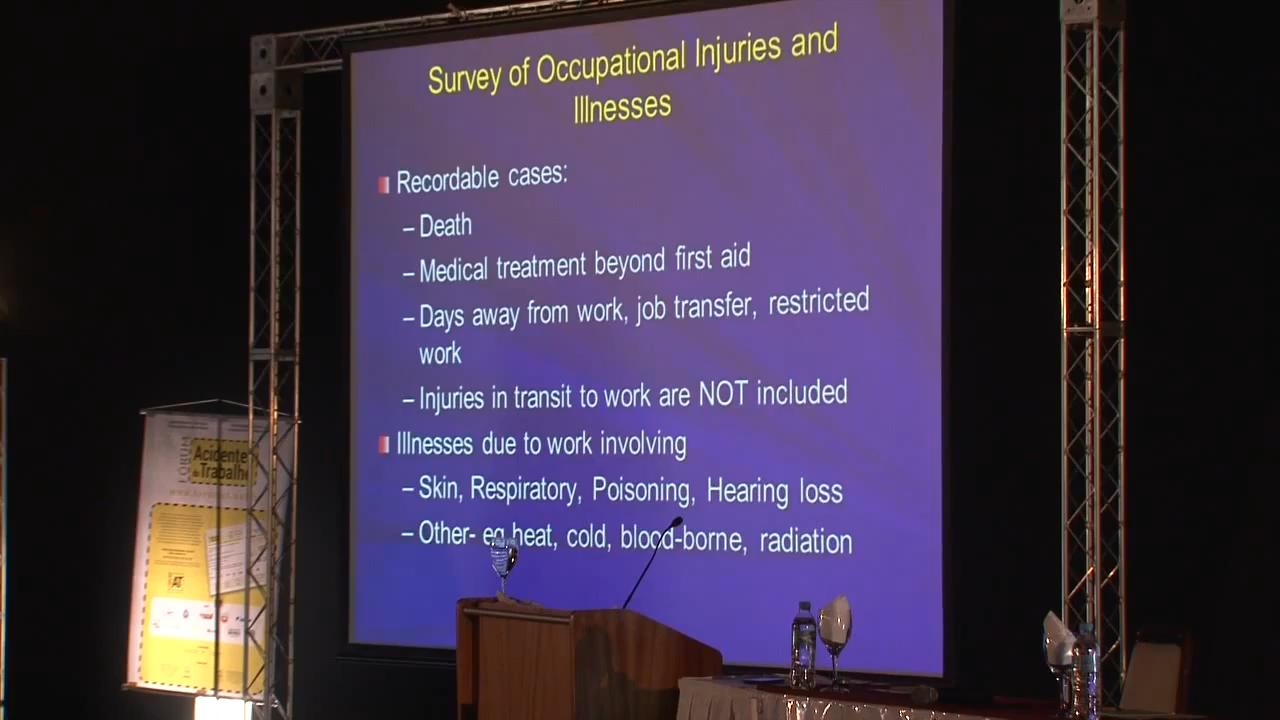 Survey of Occupational Injuries and
Illnesses
Recordable cases:
– Death
– Medical treatment beyond first aid
– Days away from work, job transfer, restricted
work
– Injuries in transit to work are NOT included
Illnesses due to work involving
– Skin, Respiratory, Poisoning, Hearing loss
– Other- eg heat, cold, blood-borne, radiation
FÓRUM
Acidente
Trabalho